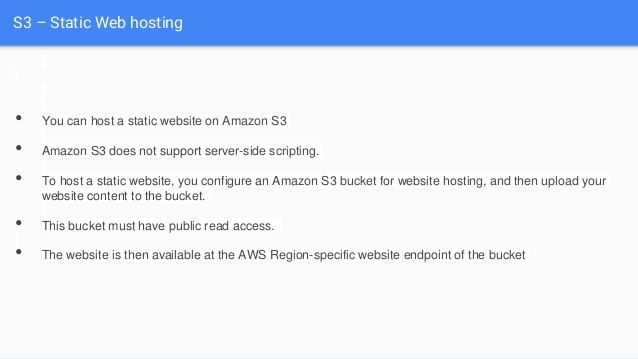 S3 – Static Web hosting
• You can host a static website on Amazon S3
• Amazon S3 does not support server-side scripting.
• To host a static website, you configure an Amazon S3 bucket for website hosting, and then upload your
website content to the bucket.
• This bucket must have public read access.
• The website is then available at the AWS Region-specific website endpoint of the bucket